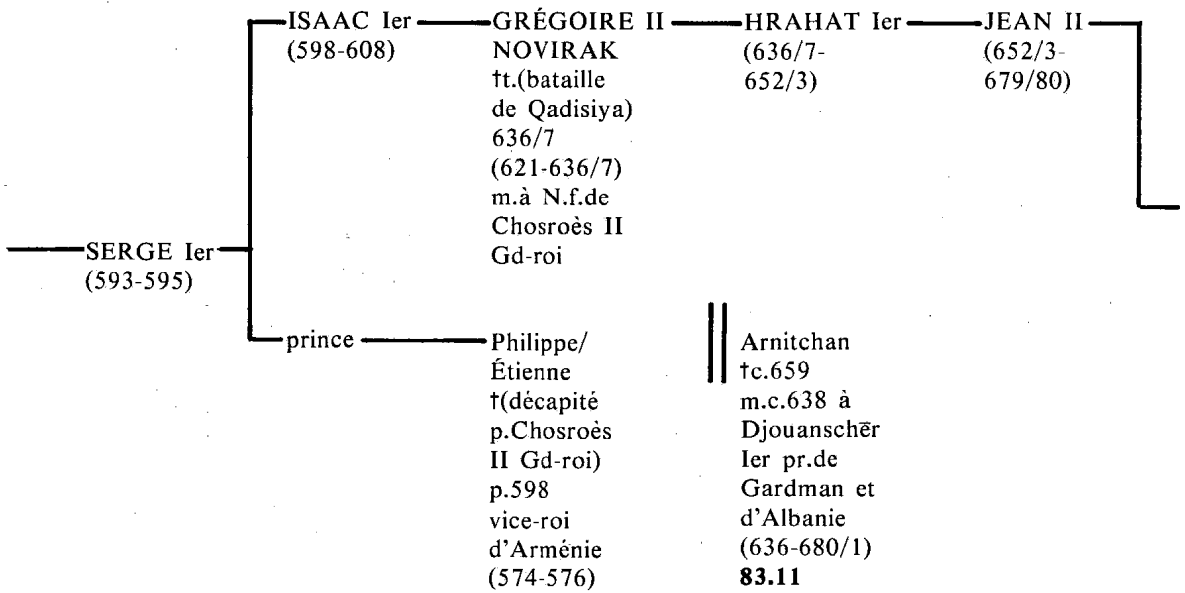 ISAAC Ier
(598-608)
GRÉGOIRE II
NOVIRAK
†t.(bataille
de Qadisiya)
636/7
(621-636/7)
m.à N.f.de
Chosroès II
Gd-roi
HRAHAT Ier
(636/7-
652/3)
JEAN II
(652/3-
679/80)
SERGE Ier
(593-595)
prince
Philippe/
Étienne
†(décapité
p.Chosroès
II Gd-roi)
p.598
vice-roi
d'Arménie
(574-576)
Arnitchan
†c.659
m.c.638 à
Djouanschēr
Ier pr.de
Gardman et
d'Albanie
(636-680/1)
83.11